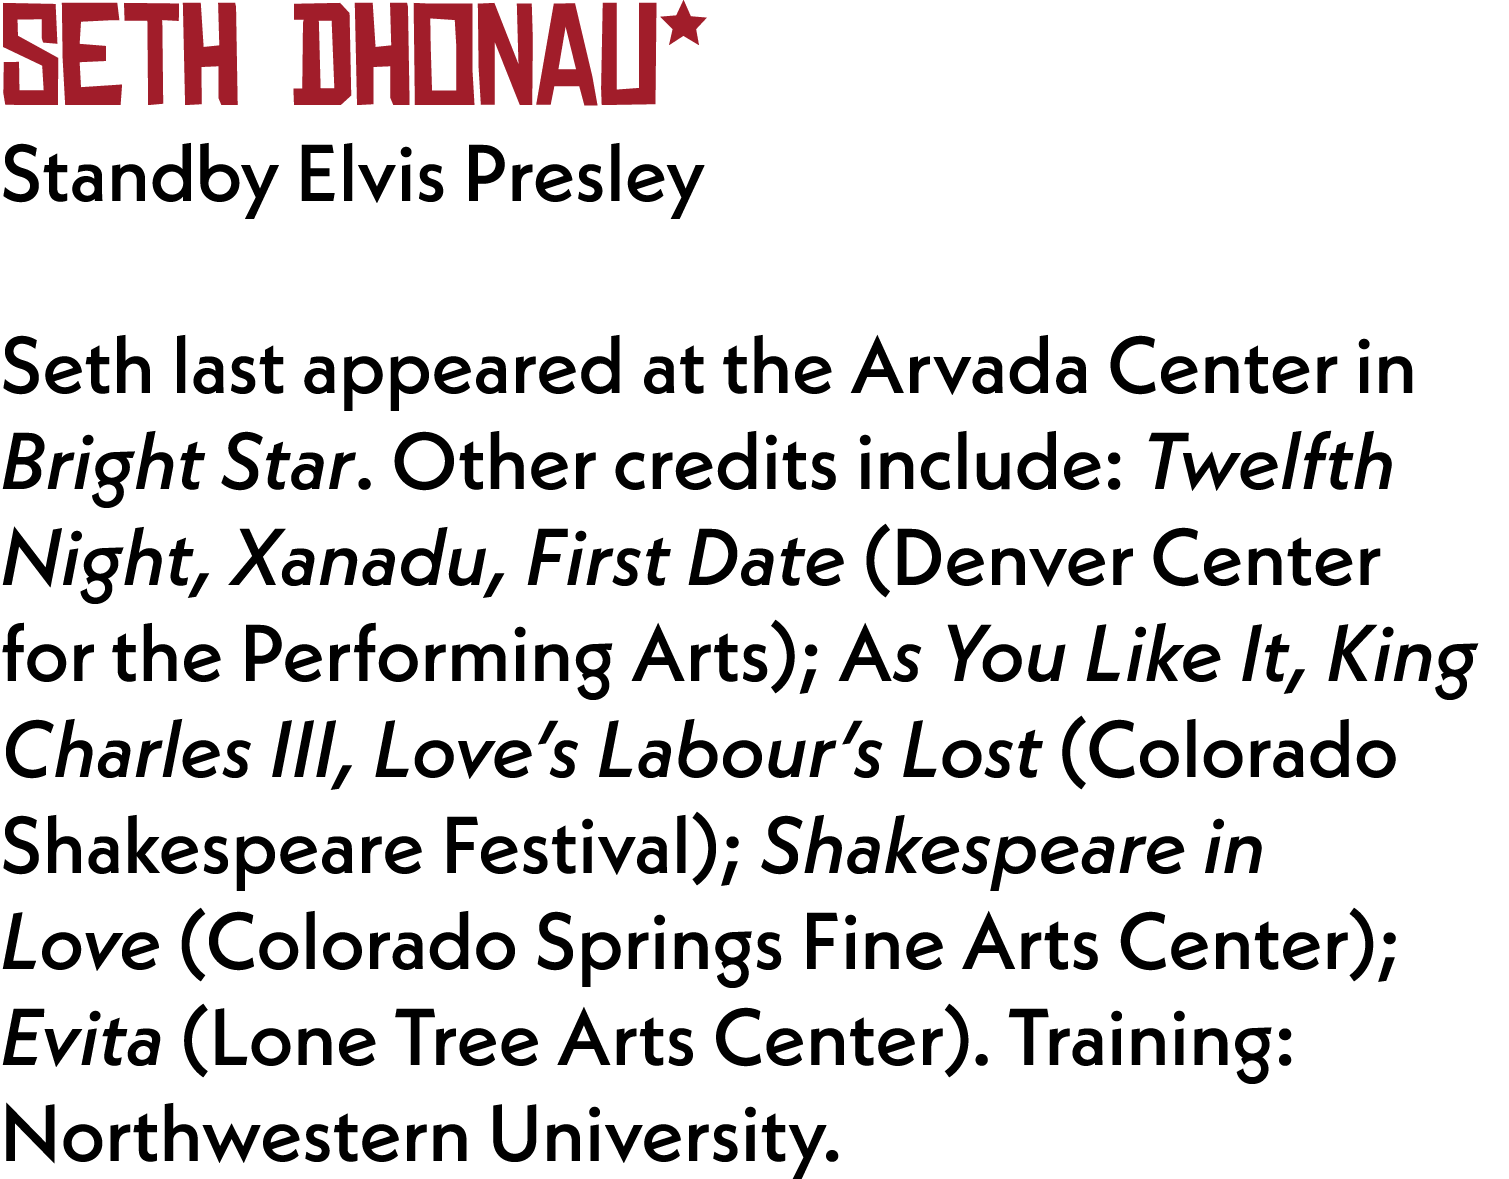 SETH DHONAU★
Standby Elvis Presley
Seth last appeared at the Arvada Center in
Bright Star. Other credits include: Twelfth
Night, Xanadu, First Date (Denver Center
for the Performing Arts); As You Like It, King
Charles III, Love’s Labour’s Lost (Colorado
Shakespeare Festival); Shakespeare in
Love (Colorado Springs Fine Arts Center);
Evita (Lone Tree Arts Center). Training:
Northwestern University.